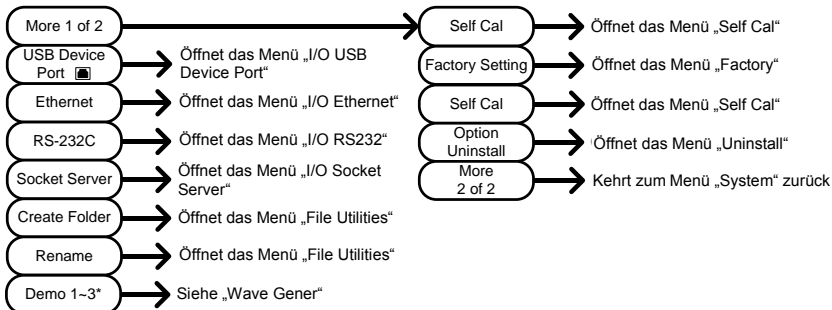 More 1 of 2
USB Device
Port
Öffnet das Menü „I/O USB
Device Port“
Ethernet
Öffnet das Menü „I/O Ethernet“
RS-232C
Öffnet das Menü „I/O RS232“
Socket Server
Öffnet das Menü „I/O Socket
Server“
Create Folder
Öffnet das Menü „File Utilities“
Rename
Öffnet das Menü „File Utilities“
Demo 1~3*
Siehe „Wave Gener“
Self Cal
Öffnet das Menü „Self Cal“
Factory Setting
Öffnet das Menü „Factory“
Self Cal
Öffnet das Menü „Self Cal“
Option
Uninstall
Öffnet das Menü „Uninstall“
More
2 of 2
Kehrt zum Menü „System“ zurück